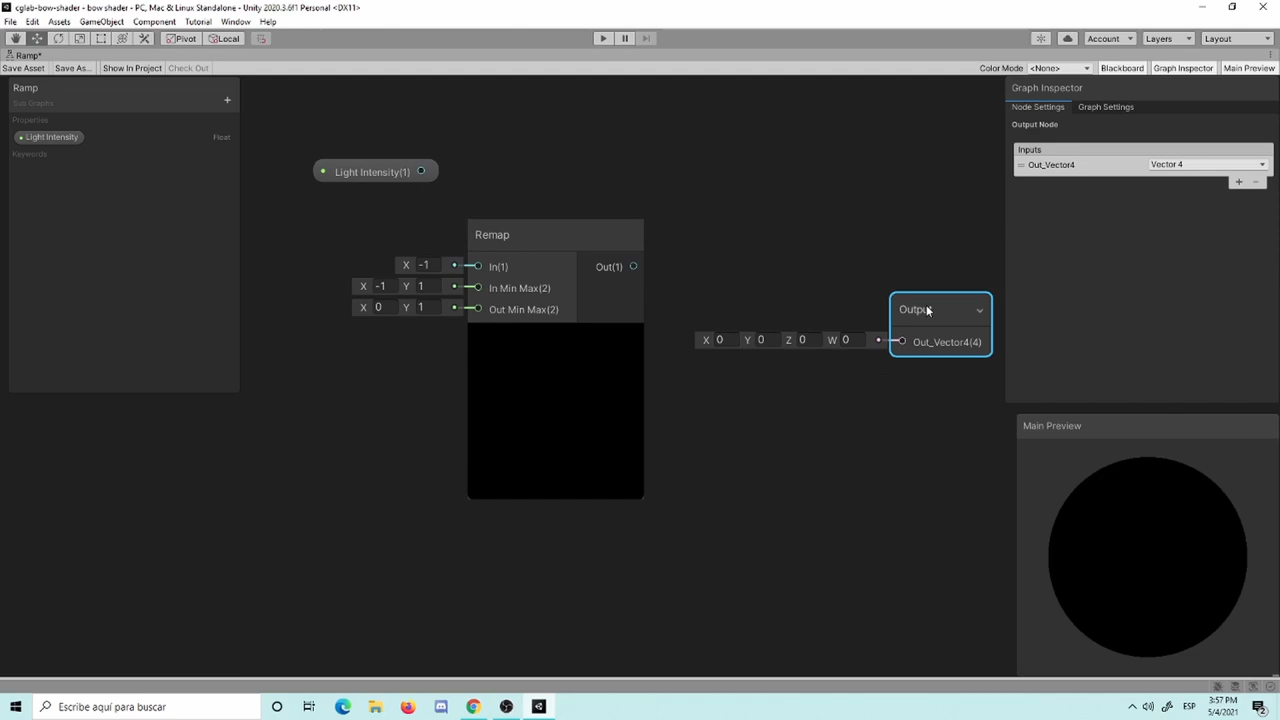 cglab-bow-shader - bow shader - PC, Mac & Linux Standalone - Unity 2020.3.6f1 Personal <DX11>
File Edit Assets GameObject Component Tutorial Window Help
Pivot Local Account Layers Layout
Ramp*
Save Asset Save As... Show In Project Check Out Color Mode <None> Blackboard Graph Inspector Main Preview
Ramp
Sub Graphs
Properties
Light Intensity Float
Keywords
Light Intensity(1)
Remap
X -1 In(1) Out(1)
X -1 Y 1 In Min Max(2)
X 0 Y 1 Out Min Max(2)
Output
X 0 Y 0 Z 0 W 0 Out_Vector4(4)
Graph Inspector
Node Settings Graph Settings
Output Node
Inputs
Out_Vector4 Vector 4
+ -
Main Preview
Escribe aquí para buscar
ESP
3:57 PM
5/4/2021
2